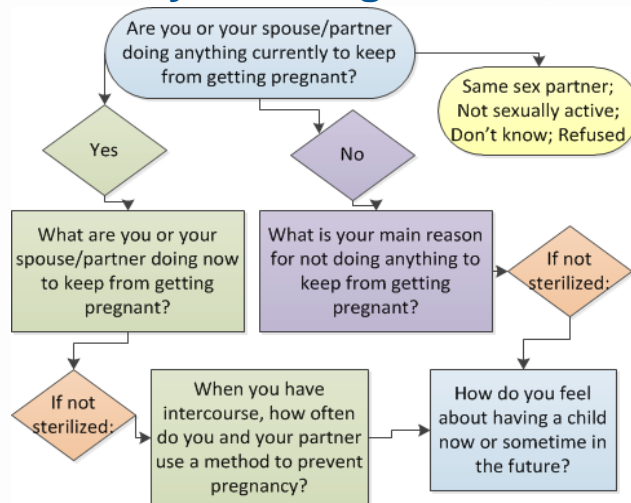 Are you or your spouse/partner
doing anything currently to keep
from getting pregnant?
Same sex partner;
Not sexually active;
Don't know; Refused
Yes
No
What are you or your
spouse/partner doing now
to keep from getting
pregnant?
What is your main reason
for not doing anything to
keep from getting
pregnant?
If not
sterilized:
If not
sterilized:
When you have
intercourse, how often
do you and your partner
use a method to prevent
pregnancy?
How do you feel
about having a child
now or sometime in
the future?